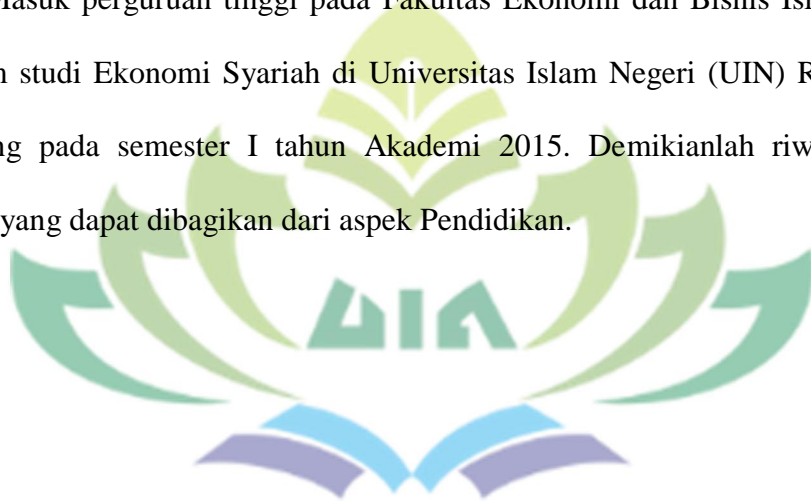 Masuk perguruan tinggi pada Fakultas Ekonomi dan Bisnis
studi Ekonomi Syariah di Universitas Islam Negeri (UIN)
pada semester I tahun Akademi 2015. Demikianlah
yang dapat dibagikan dari aspek Pendidikan.
UIN